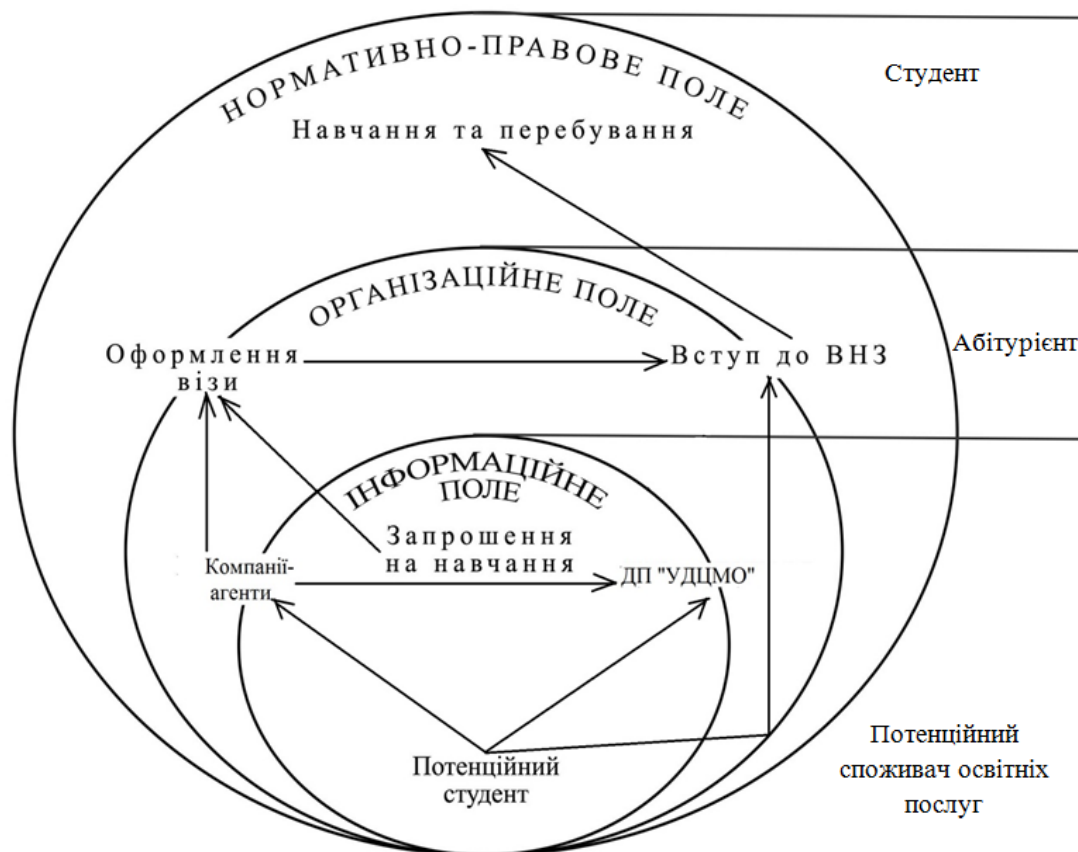 НОРМАТИВНО-ПРАВОВЕ ПОЛЕ
Студент
Навчання та перебування
ОРГАНІЗАЦІЙНЕ ПОЛЕ
Оформлення
візи
Вступ до ВНЗ
Абітурієнт
ІНФОРМАЦІЙНЕ
ПОЛЕ
Запрошення
на навчання
Компанії-
агенти
ДП "УДЦМО"
Потенційний
студент
Потенційний
споживач освітніх
послуг